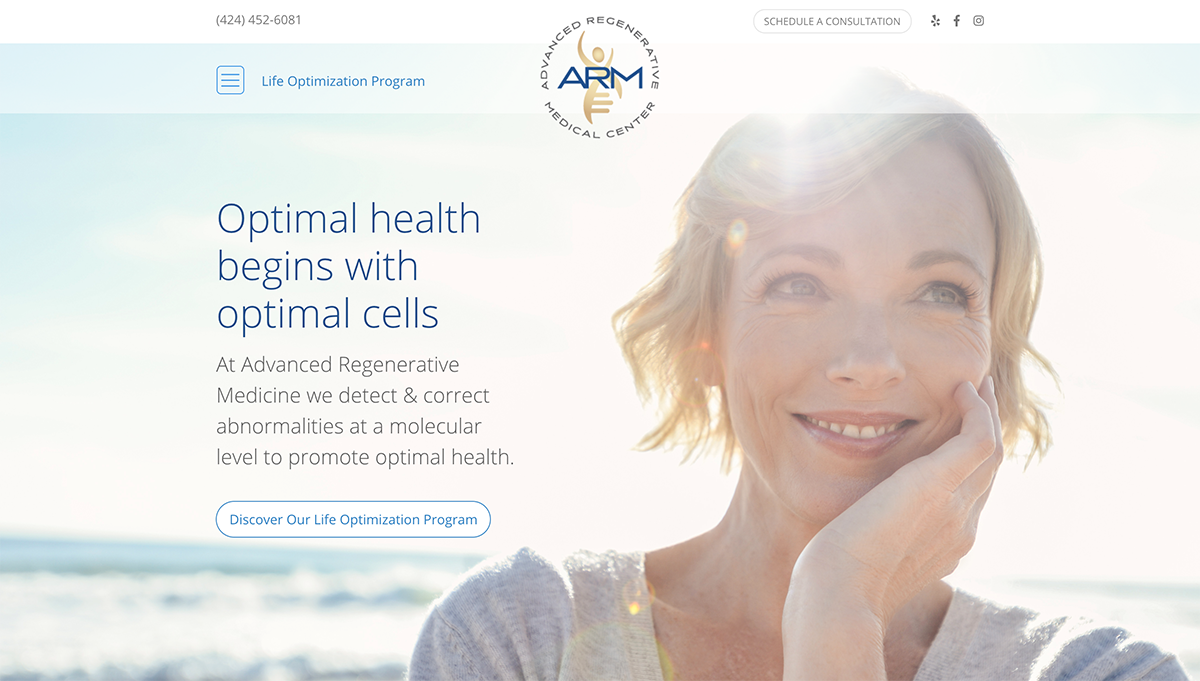 (424) 452-6081
SCHEDULE A CONSULTATION
Life Optimization Program
ADVANCED REGENERATIVE
ARM
MEDICAL CENTER
Optimal health
begins with
optimal cells
At Advanced Regenerative
Medicine we detect & correct
abnormalities at a molecular
level to promote optimal health.
Discover Our Life Optimization Program